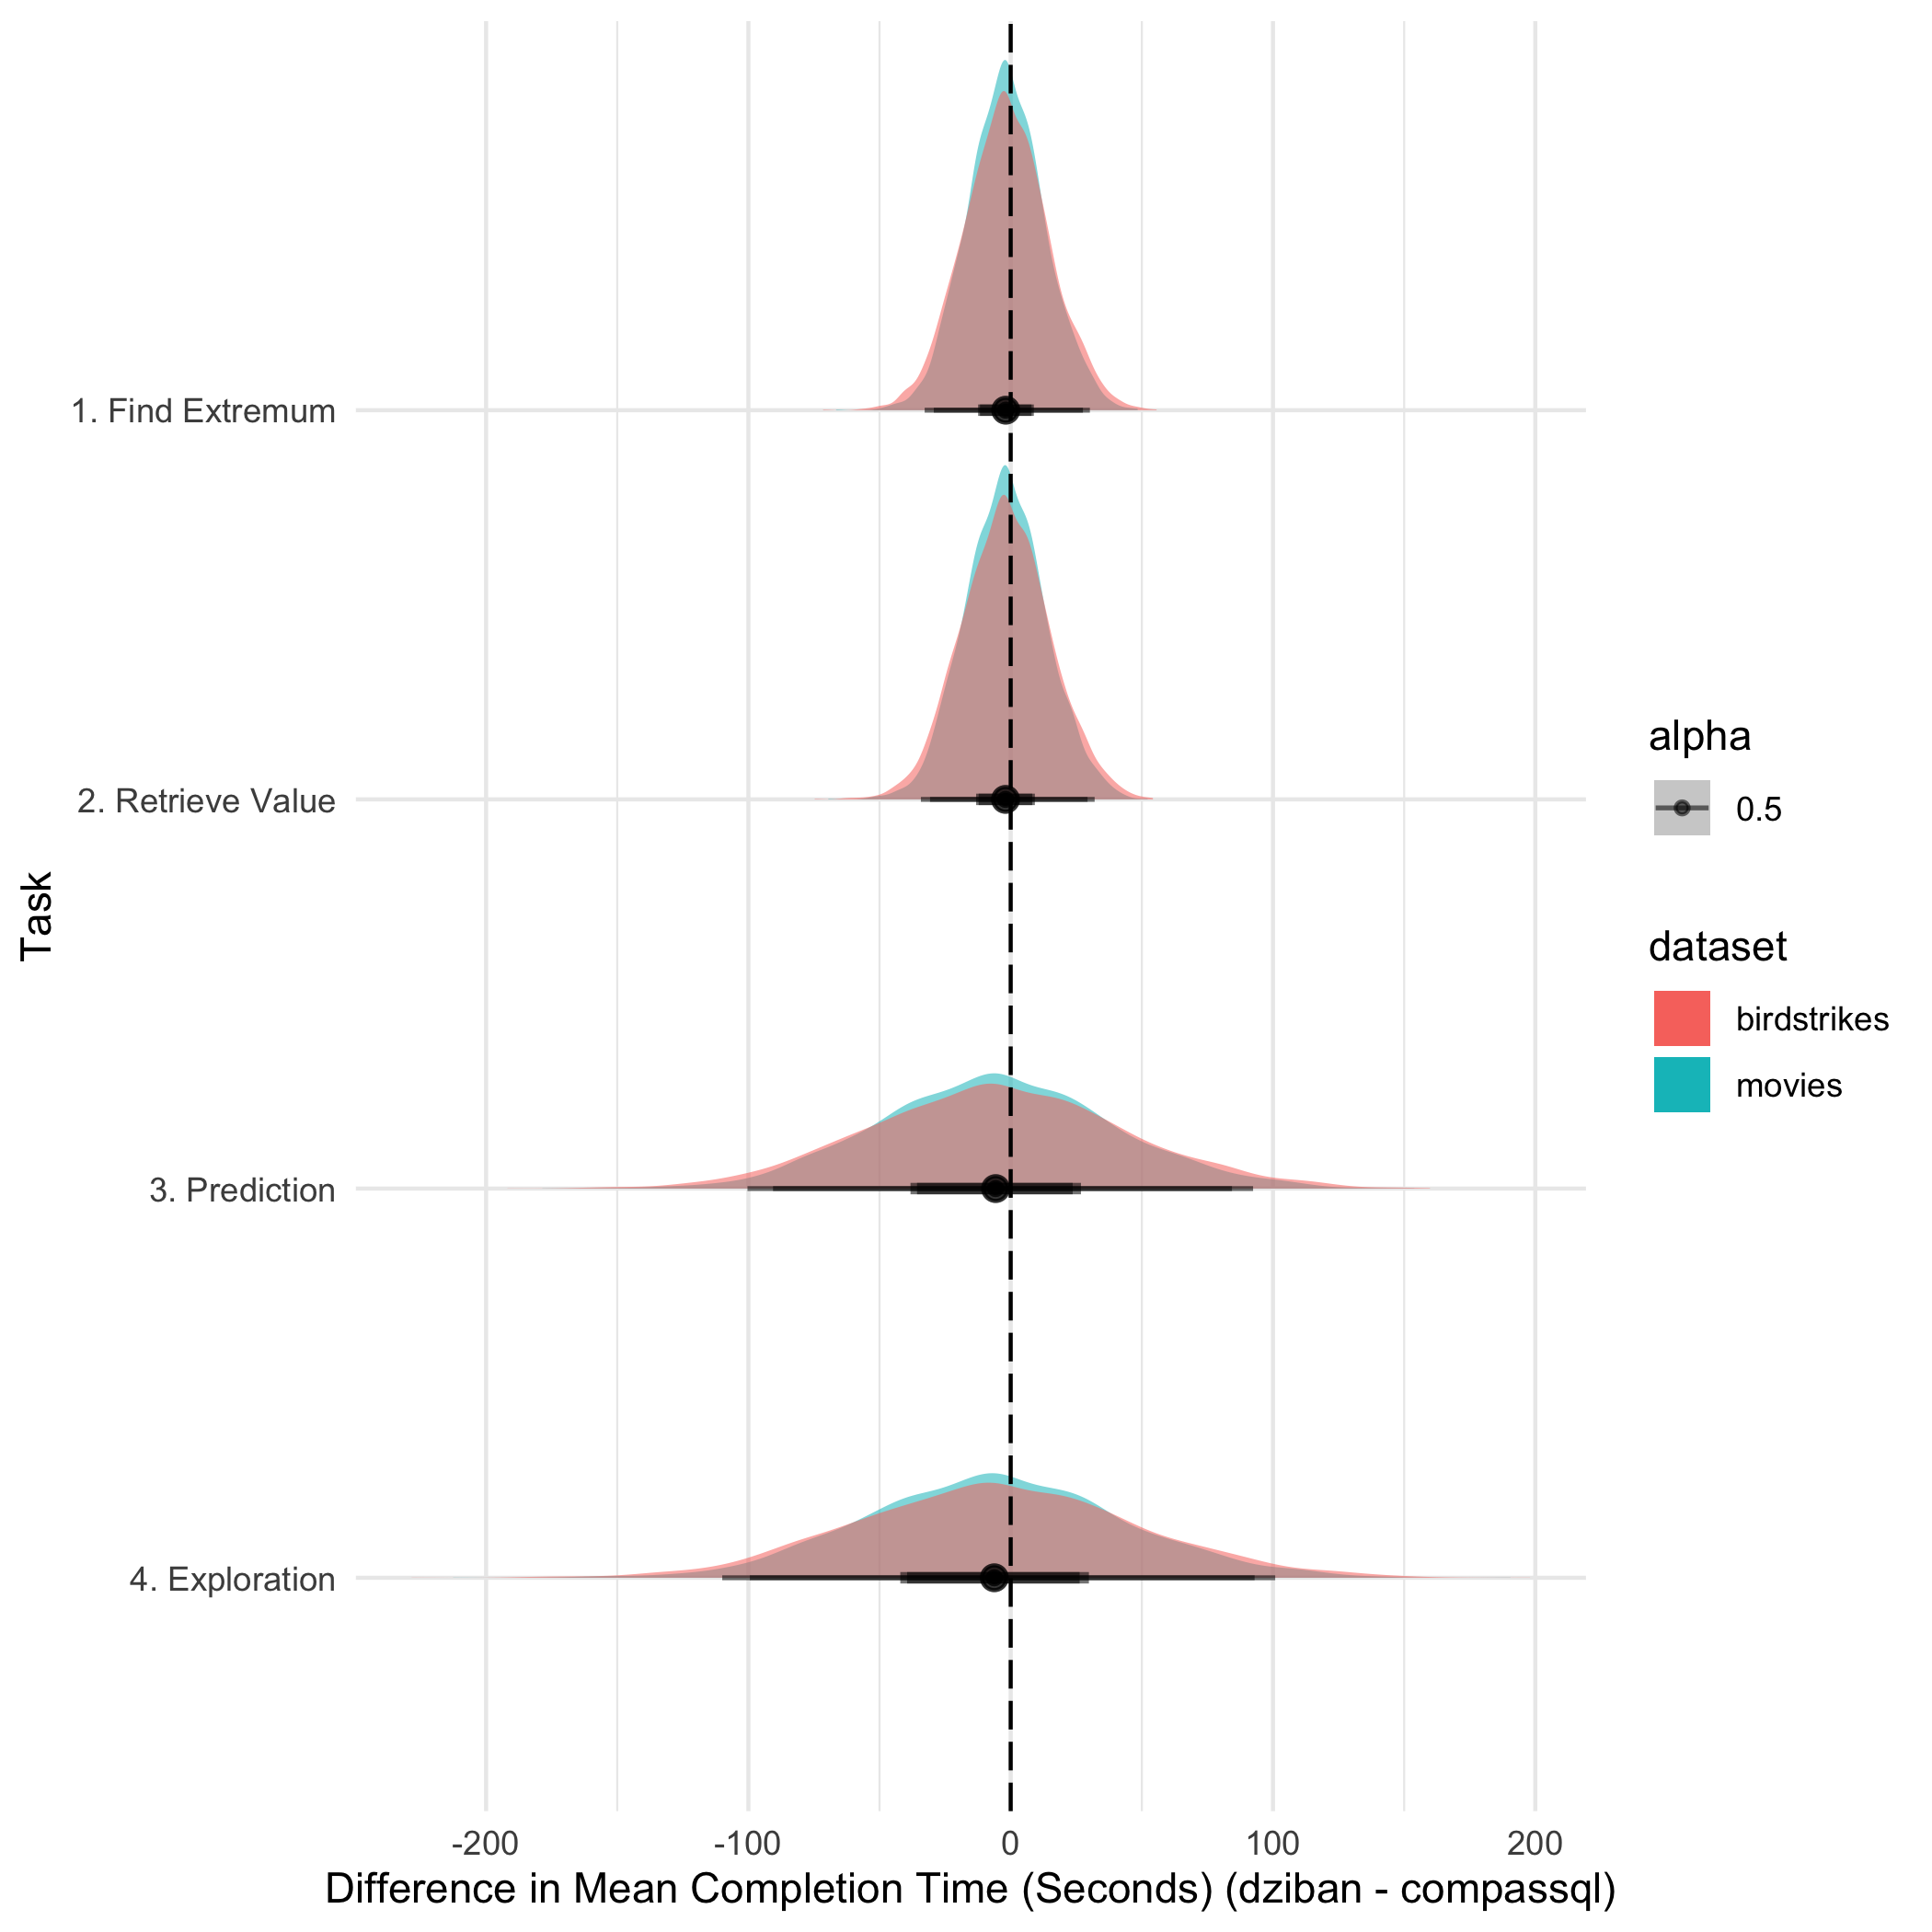 1. Find Extremum
2. Retrieve Value
3. Prediction
4. Exploration
Task
-200
-100
0
100
200
Difference in Mean Completion Time (Seconds) (dziban - compassql)
alpha
0.5
dataset
birdstrikes
movies